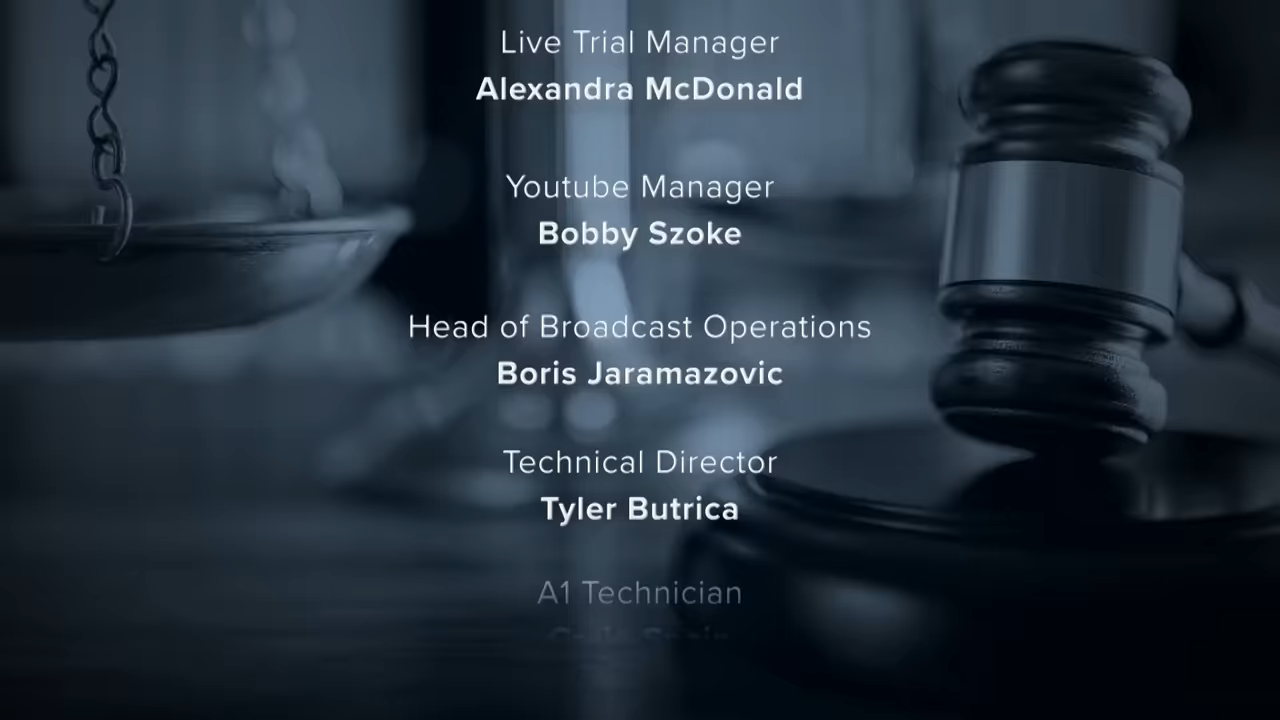 Live Trial Manager
Alexandra McDonald
Youtube Manager
Bobby Szoke
Head of Broadcast Operations
Boris Jaramazovic
Technical Director
Tyler Butrica
A1 Technician